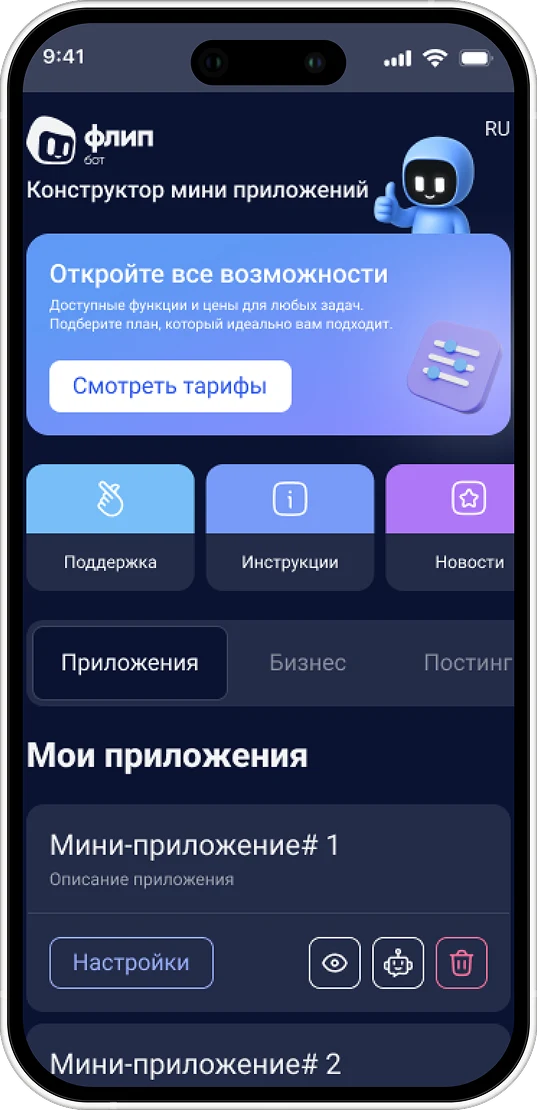 9:41
RU
флип
бот
Конструктор мини приложений
Откройте все возможности
Доступные функции и цены для любых задач.
Подберите план, который идеально вам подходит.
Смотреть тарифы
Поддержка
Инструкции
Новости
Приложения
Бизнес
Постинг
Мои приложения
Мини-приложение# 1
Описание приложения
Настройки
Мини-приложение# 2